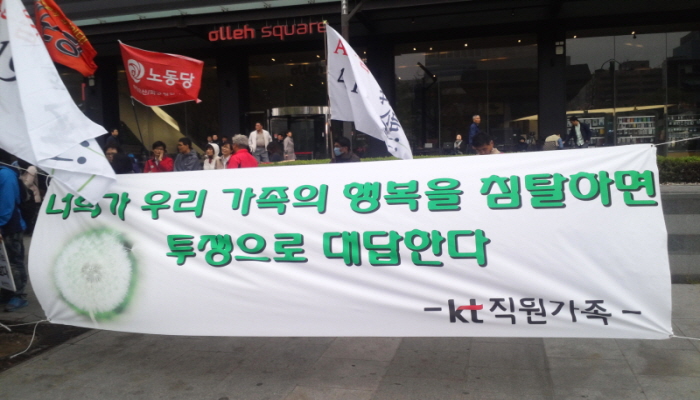 olleh square
노동당
너희가 우리 가족의 행복을 침탈하면
투쟁으로 대답한다
- kt 직원가족 -